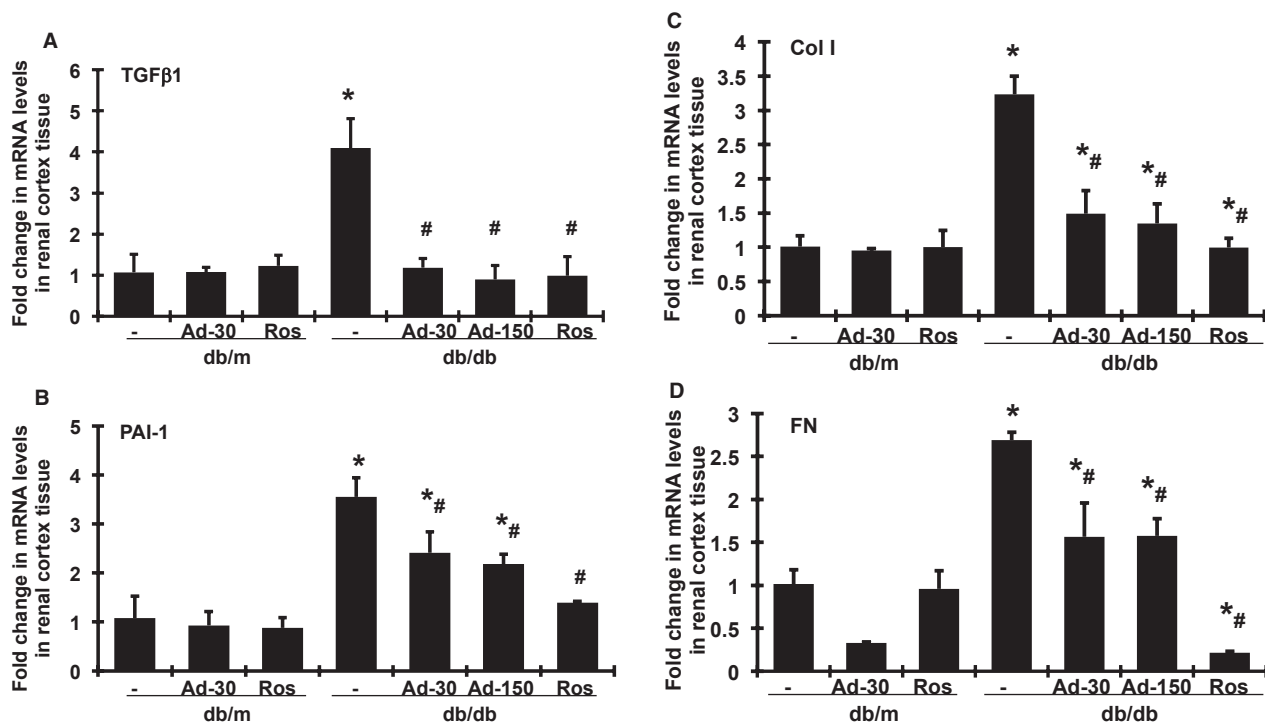 A
TGFβ1
Fold change in mRNA levels
in renal cortex tissue
6
5
4
3
2
1
0
*
#
#
#
- Ad-30 Ros - Ad-30 Ad-150 Ros
db/m db/db
B
PAI-1
Fold change in mRNA levels
in renal cortex tissue
5
4
3
2
1
0
*
*#
*#
#
- Ad-30 Ros - Ad-30 Ad-150 Ros
db/m db/db
C
Col I
Fold change in mRNA levels
in renal cortex tissue
4
3.5
3
2.5
2
1.5
1
0.5
0
*
*#
*#
*#
- Ad-30 Ros - Ad-30 Ad-150 Ros
db/m db/db
D
FN
Fold change in mRNA levels
in renal cortex tissue
3
2.5
2
1.5
1
0.5
0
*
*#
*#
*#
- Ad-30 Ros - Ad-30 Ad-150 Ros
db/m db/db